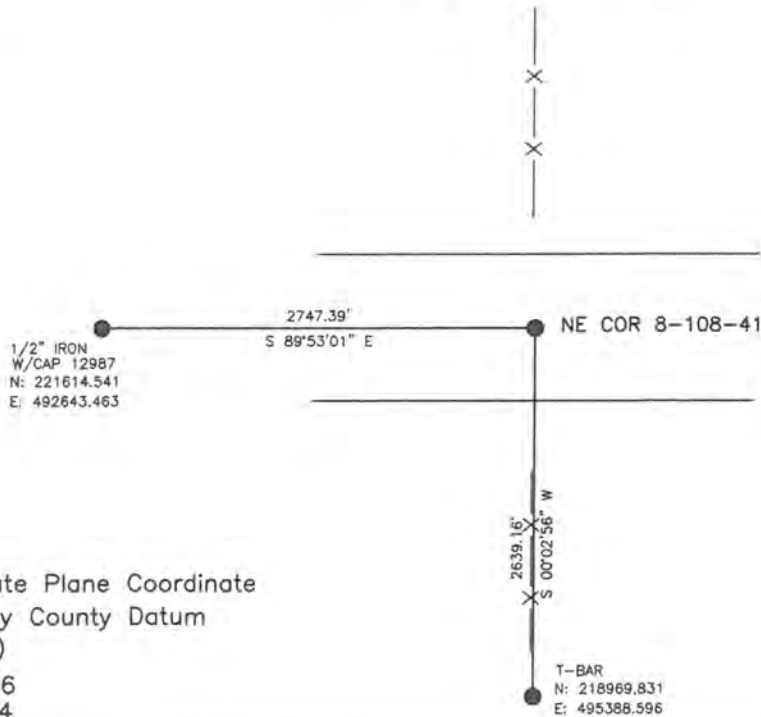 2747.39'
S 89°53'01" E
NE COR 8-108-41
1/2" IRON
W/CAP 12987
N: 221614.541
E: 492643.463
2639.16'
S 00°02'56" W
Plane Coordinate
County Datum
)
6
4
T-BAR
N: 218969.831
E: 495388.596